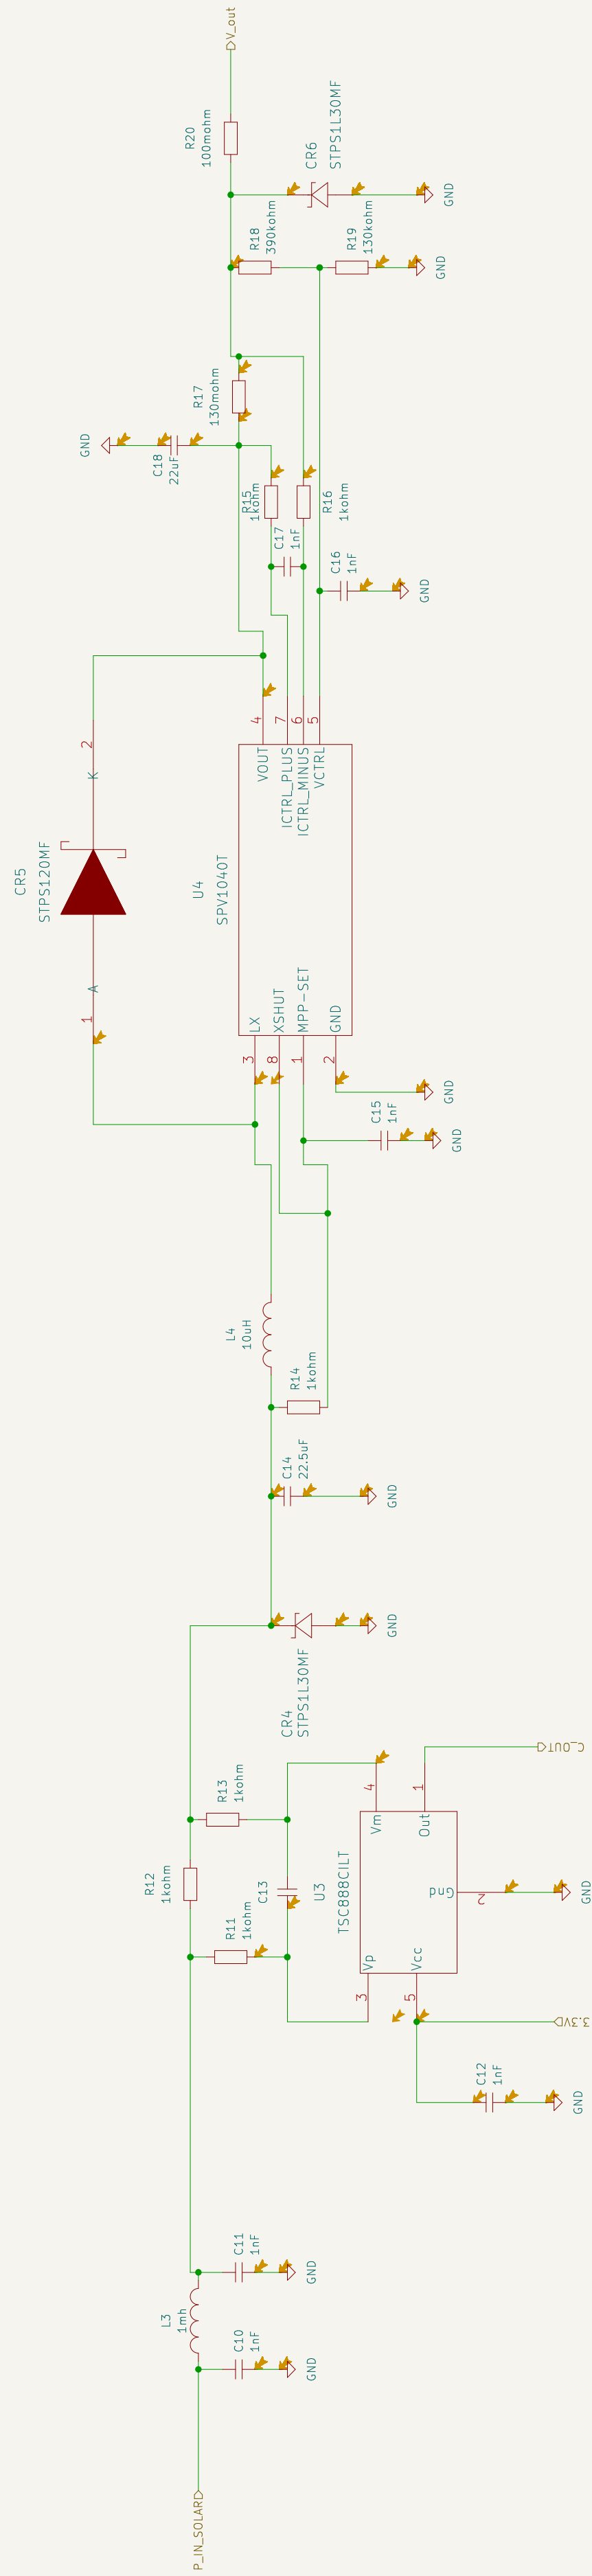 V_out
R20
100mohm
CR6
STPS1L30MF
GND
R18
390kohm
R19
130kohm
GND
R17
130mohm
GND
C18
22uF
R15
1kohm
R16
1kohm
C17
1nF
C16
1nF
GND
4
7
6
5
VOUT
ICTRL_PLUS
ICTRL_MINUS
VCTRL
2
K
CR5
STPS120MF
A
1
U4
SPV1040T
LX
XSHUT
MPP-SET
GND
3
8
1
2
GND
C15
1nF
GND
L4
10uH
R14
1kohm
C14
22.5uF
GND
GND
CR4
STPS1L30MF
C_OUT
R13
1kohm
4
1
Vm
Out
R12
1kohm
C13
U3
TSC888CILT
Gnd
2
GND
R11
1kohm
Vp
Vcc
3
5
3.3V
C12
1nF
GND
C11
1nF
GND
L3
1mh
C10
1nF
GND
P_IN_SOLAR